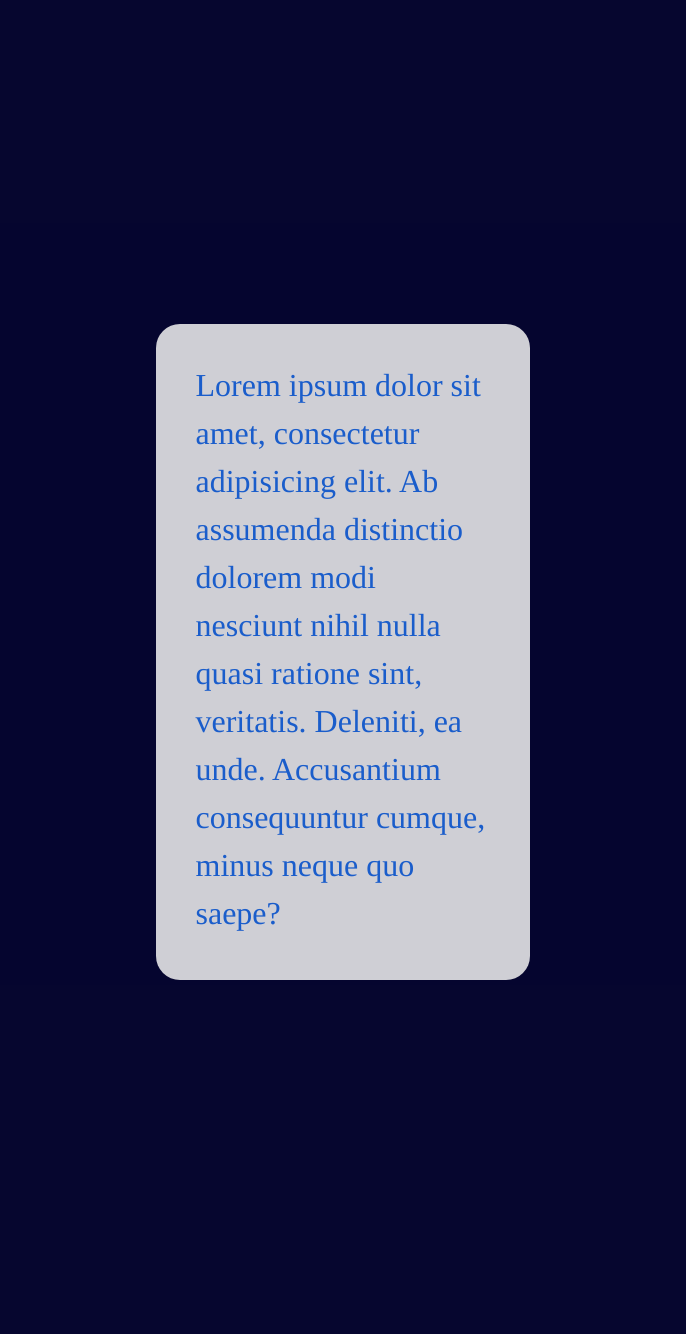 Lorem ipsum dolor sit
amet, consectetur
adipisicing elit. Ab
assumenda distinctio
dolorem modi
nesciunt nihil nulla
quasi ratione sint,
veritatis. Deleniti, ea
unde. Accusantium
consequuntur cumque,
minus neque quo
saepe?